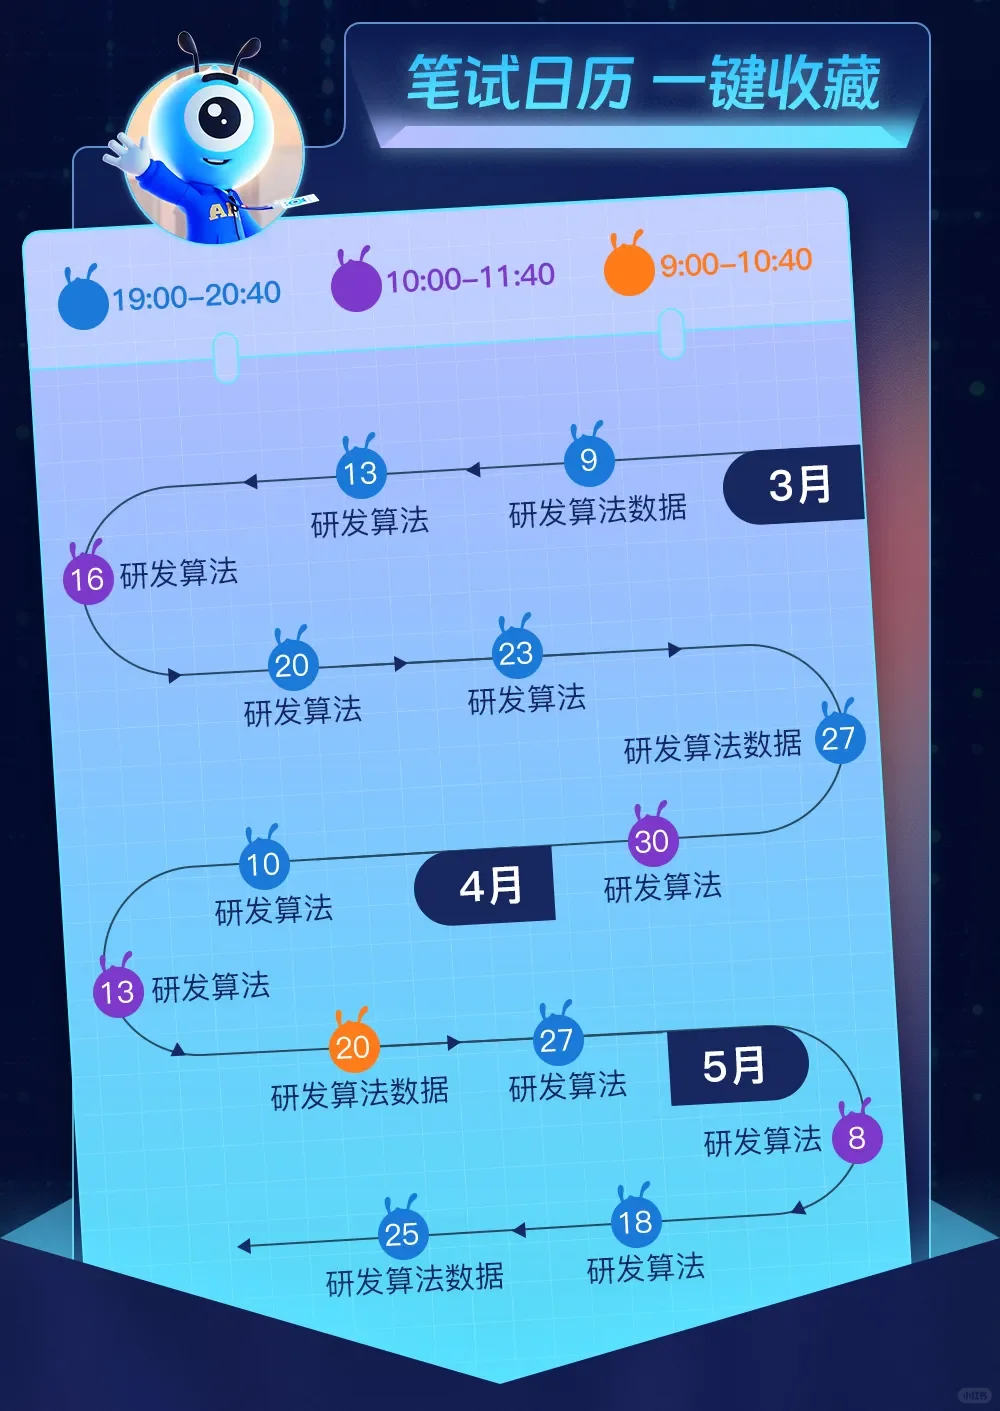 笔试日历 一键收藏
19:00-20:40
10:00-11:40
9:00-10:40
3月
9
研发算法数据
13
研发算法
16
研发算法
20
研发算法
23
研发算法
27
研发算法数据
30
研发算法
4月
10
研发算法
13
研发算法
20
研发算法数据
27
研发算法
5月
8
研发算法
18
研发算法
25
研发算法数据
小红书